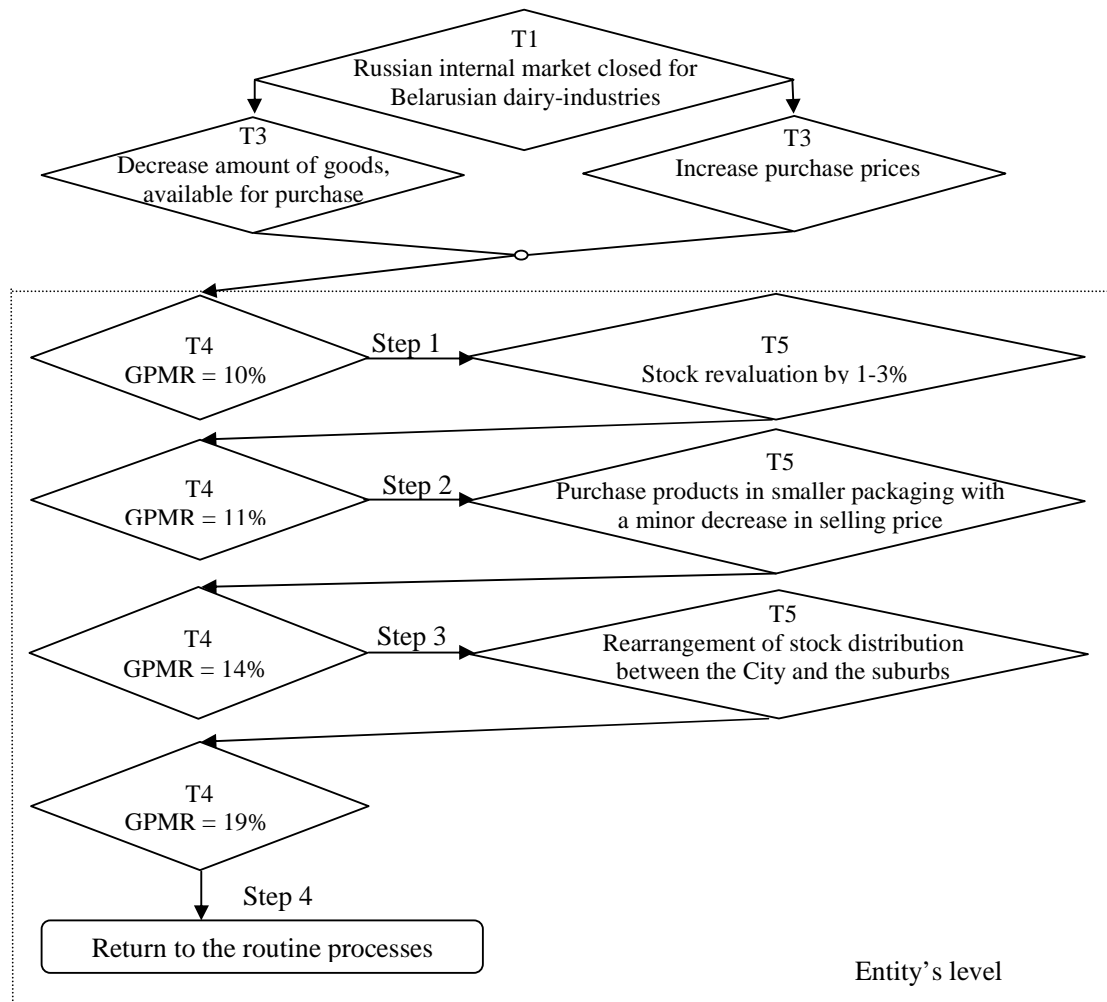 T1
Russian internal market closed for
Belarusian dairy-industries
T3
Decrease amount of goods,
available for purchase
T3
Increase purchase prices
T4
GPMR = 10%
Step 1
T5
Stock revaluation by 1-3%
T4
GPMR = 11%
Step 2
T5
Purchase products in smaller packaging with
a minor decrease in selling price
T4
GPMR = 14%
Step 3
T5
Rearrangement of stock distribution
between the City and the suburbs
T4
GPMR = 19%
Step 4
Return to the routine processes
Entity's level